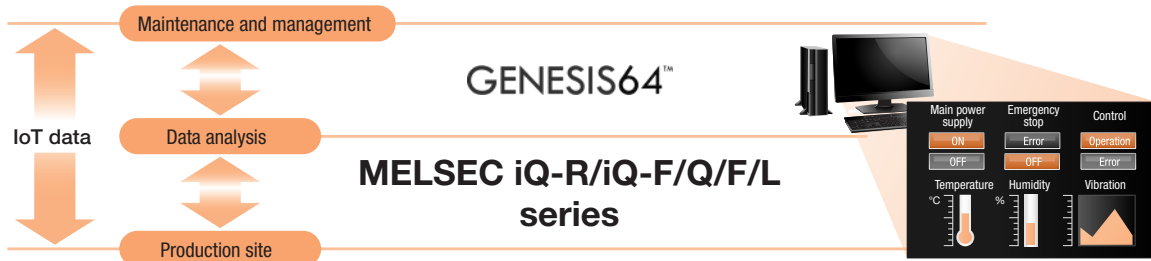 Maintenance and management
GENESIS64™
IoT data
Data analysis
MELSEC iQ-R/iQ-F/Q/F/L
series
Production site
Main power
supply
Emergency
stop
Control
ON
Error
Operation
OFF
OFF
Error
Temperature
Humidity
Vibration
°C
%